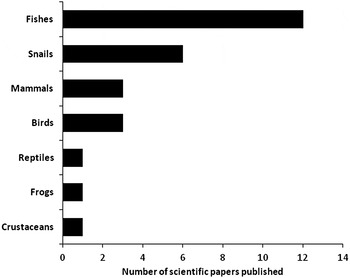 Fishes
Snails
Mammals
Birds
Reptiles
Frogs
Crustaceans
0 2 4 6 8 10 12 14
Number of scientific papers published